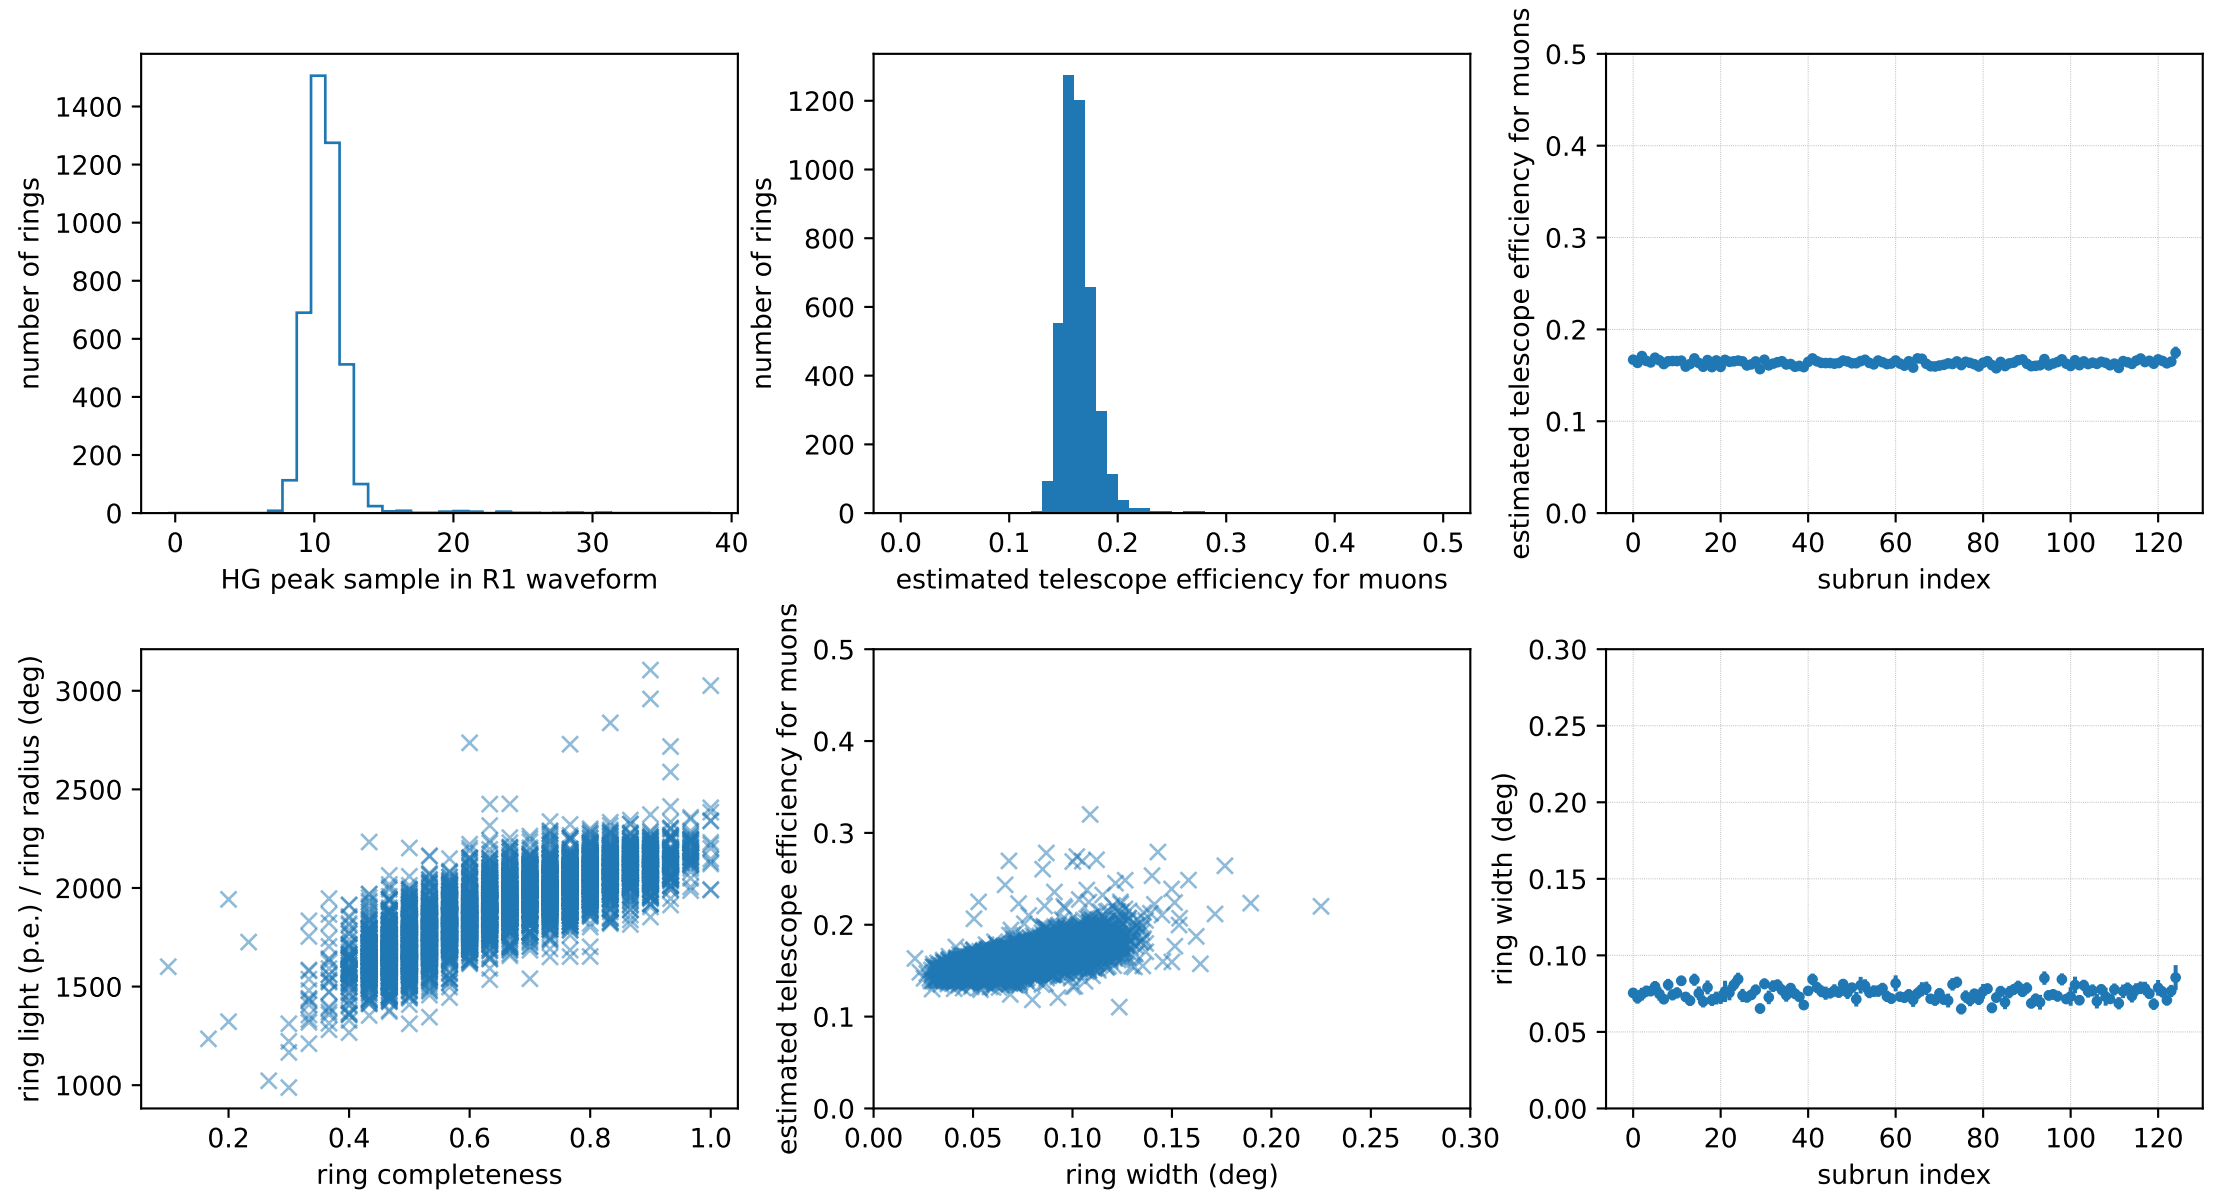 number of rings
1400
1200
1000
800
600
400
200
0
0 10 20 30 40
HG peak sample in R1 waveform
number of rings
1200
1000
800
600
400
200
0
0.0 0.1 0.2 0.3 0.4 0.5
estimated telescope efficiency for muons
estimated telescope efficiency for muons
0.5
0.4
0.3
0.2
0.1
0.0
0 20 40 60 80 100 120
subrun index
ring light (p.e.) / ring radius (deg)
3000
2500
2000
1500
1000
0.2 0.4 0.6 0.8 1.0
ring completeness
estimated telescope efficiency for muons
0.5
0.4
0.3
0.2
0.1
0.0
0.00 0.05 0.10 0.15 0.20 0.25 0.30
ring width (deg)
ring width (deg)
0.30
0.25
0.20
0.15
0.10
0.05
0.00
0 20 40 60 80 100 120
subrun index